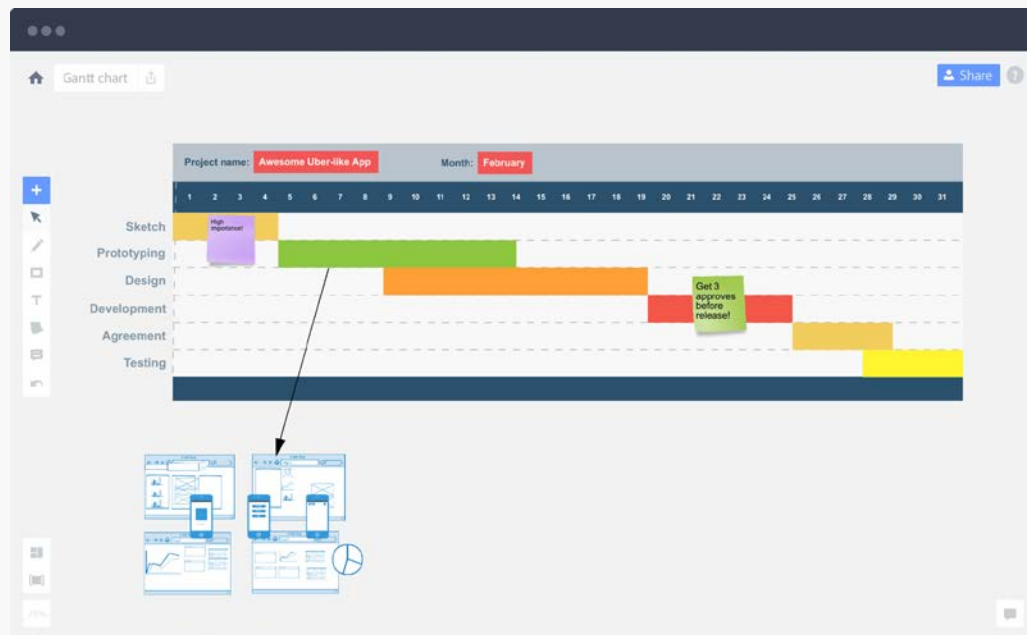 Gantt chart
Share
?
Project name: Awesome Uber-like App Month: February
1 2 3 4 5 6 7 8 9 10 11 12 13 14 15 16 17 18 19 20 21 22 23 24 25 26 27 28 29 30 31
Sketch
High
importance!
Prototyping
Design
Get 3
approves
before
release!
Development
Agreement
Testing
T